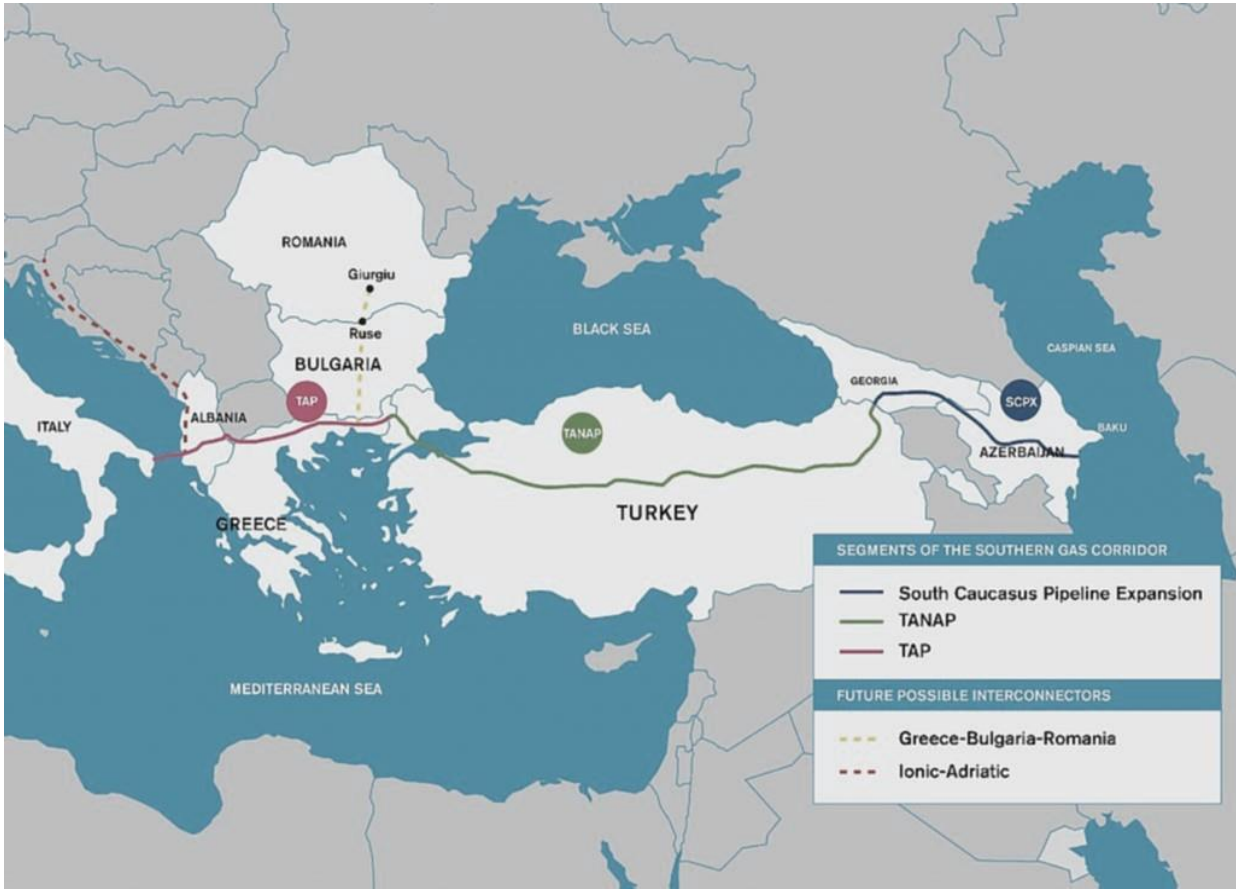 ROMANIA
Giurgiu
Ruse
BLACK SEA
BULGARIA
CASPIAN SEA
GEORGIA
TAP
SCPX
ALBANIA
ITALY
BAKU
TANAP
AZERBAIJAN
TURKEY
GREECE
MEDITERRANEAN SEA
SEGMENTS OF THE SOUTHERN GAS CORRIDOR
South Caucasus Pipeline Expansion
TANAP
TAP
FUTURE POSSIBLE INTERCONNECTORS
Greece-Bulgaria-Romania
Ionic-Adriatic